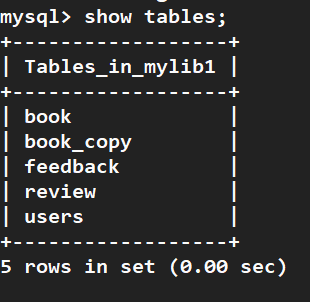 mysql> show tables;
+------------------+
| Tables_in_mylib1 |
+------------------+
| book             |
| book_copy        |
| feedback         |
| review           |
| users            |
+------------------+
5 rows in set (0.00 sec)